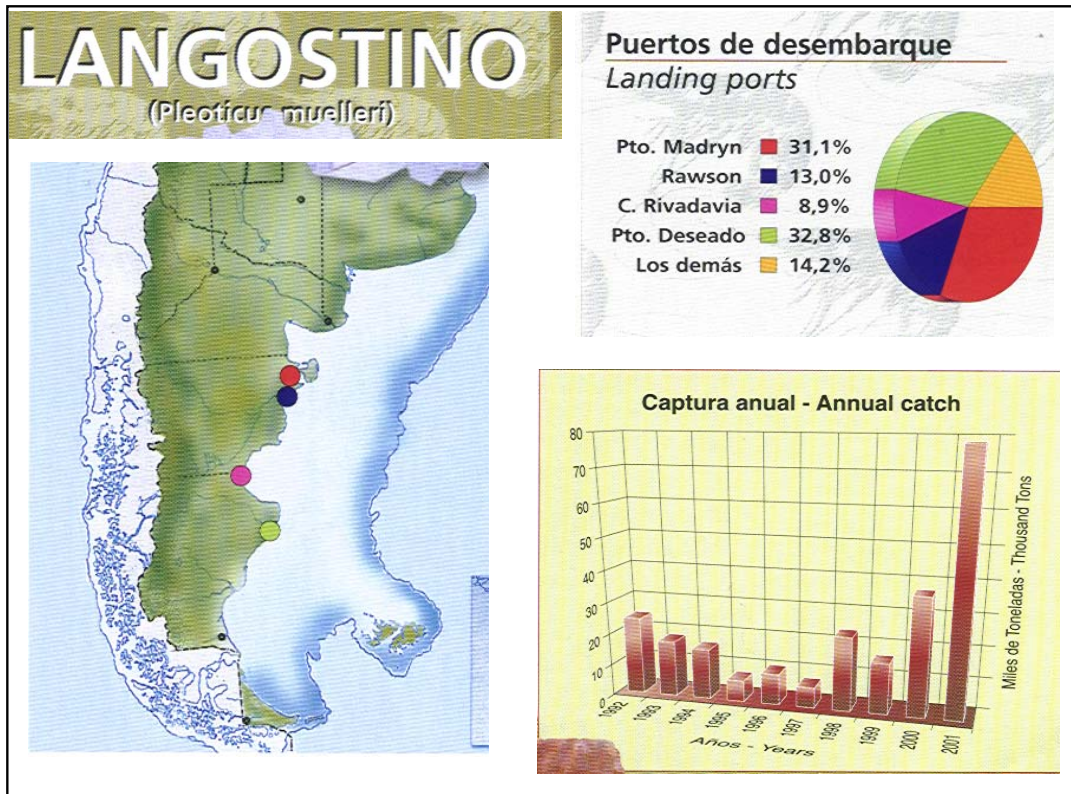 LANGOSTINO
(Pleoticus muelleri)
Puertos de desembarque
Landing ports
Pto. Madryn 31,1%
Rawson 13,0%
C. Rivadavia 8,9%
Pto. Deseado 32,8%
Los demás 14,2%
Captura anual - Annual catch
80
70
60
50
40
30
20
10
0
1992
1993
1994
1995
1996
1997
1998
1999
2000
2001
Años - Years
Miles de Toneladas - Thousand Tons